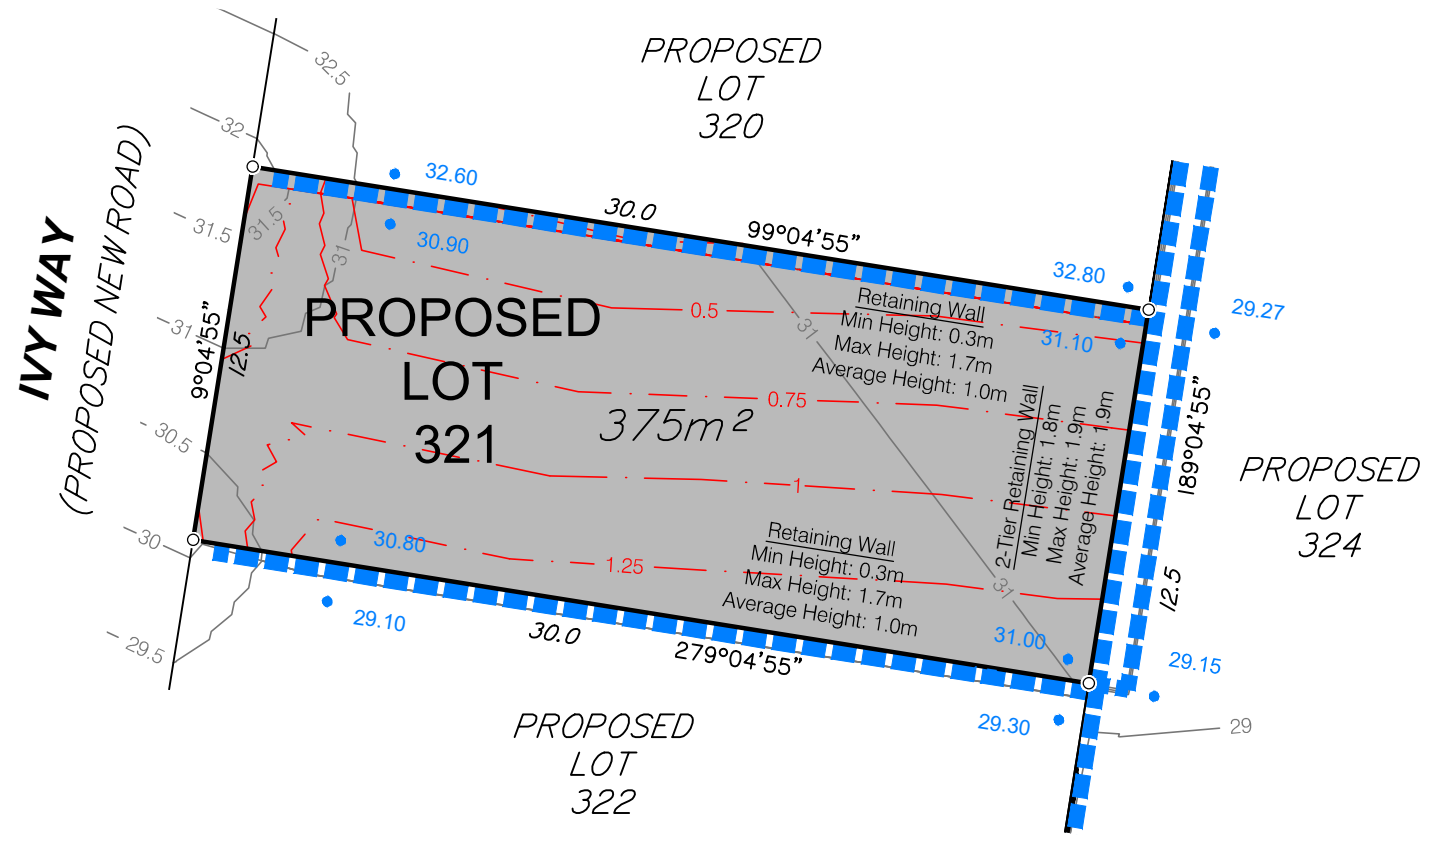 PROPOSED
LOT
320
32.5
32
IVY WAY
(PROPOSED NEW ROAD)
31.5
31.5
31
31
30.5
30
29.5
32.60
30.90
30.0
99°04'55"
32.80
31.10
29.27
9°04'55"
12.5
PROPOSED
LOT
321
375m²
0.5
0.75
1
1.25
31
31
Retaining Wall
Min Height: 0.3m
Max Height: 1.7m
Average Height: 1.0m
2-Tier Retaining Wall
Min Height: 1.8m
Max Height: 1.9m
Average Height: 1.9m
189°04'55"
12.5
PROPOSED
LOT
324
Retaining Wall
Min Height: 0.3m
Max Height: 1.7m
Average Height: 1.0m
30.80
29.10
30.0
279°04'55"
31.00
29.30
29.15
29
PROPOSED
LOT
322